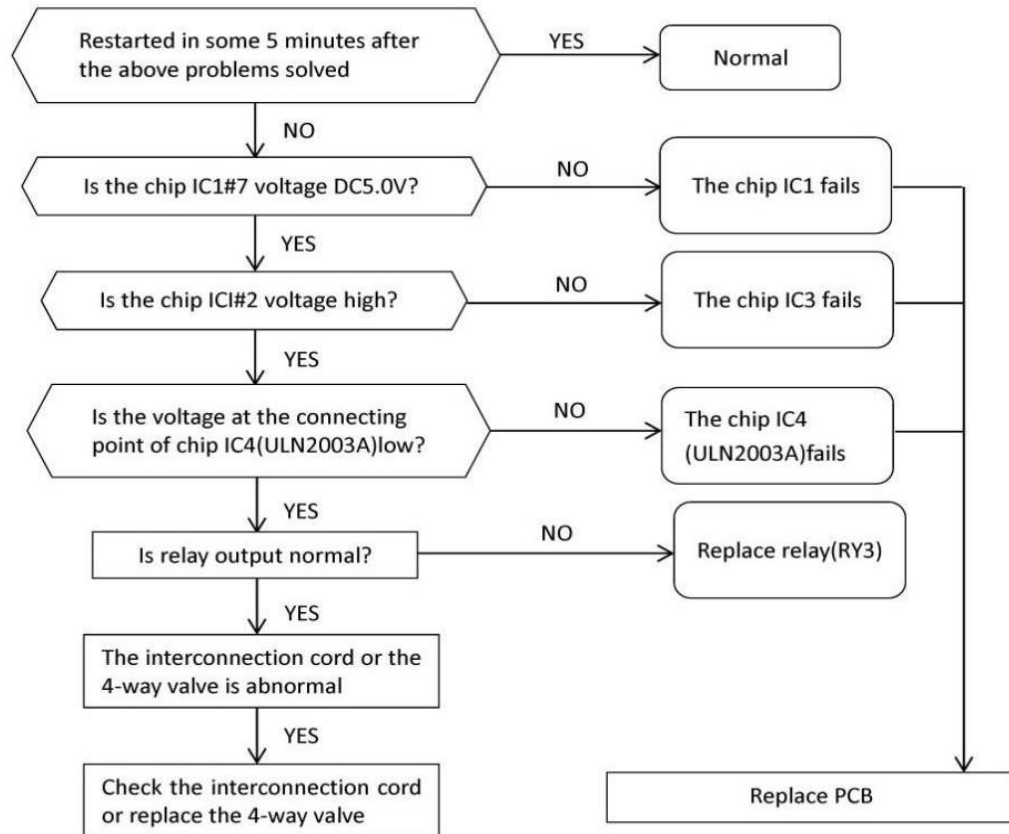 Restarted in some 5 minutes after
the above problems solved
YES
Normal
NO
Is the chip IC1#7 voltage DC5.0V?
NO
The chip IC1 fails
YES
Is the chip ICI#2 voltage high?
NO
The chip IC3 fails
YES
Is the voltage at the connecting
point of chip IC4(ULN2003A)low?
NO
The chip IC4
(ULN2003A)fails
YES
Is relay output normal?
NO
Replace relay(RY3)
YES
The interconnection cord or the
4-way valve is abnormal
YES
Check the interconnection cord
or replace the 4-way valve
Replace PCB